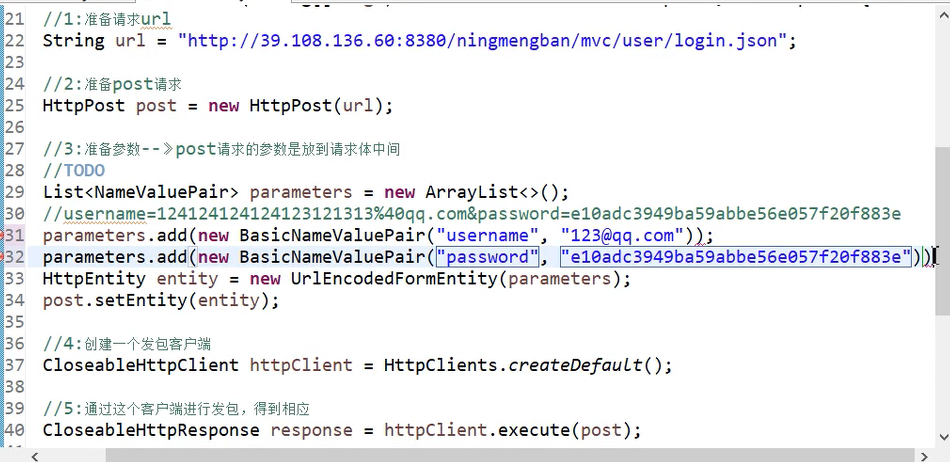 21 //1:准备请求url
22 String url = "http://39.108.136.60:8380/ningmengban/mvc/user/login.json";
23
24 //2:准备post请求
25 HttpPost post = new HttpPost(url);
26
27 //3:准备参数--》post请求的参数是放到请求体中间
28 //TODO
29 List<NameValuePair> parameters = new ArrayList<>();
30 //username=124124124124123121313%40qq.com&password=e10adc3949ba59abbe56e057f20f883e
31 parameters.add(new BasicNameValuePair("username", "123@qq.com"));
32 parameters.add(new BasicNameValuePair("password", "e10adc3949ba59abbe56e057f20f883e"))
33 HttpEntity entity = new UrlEncodedFormEntity(parameters);
34 post.setEntity(entity);
35
36 //4:创建一个发包客户端
37 CloseableHttpClient httpClient = HttpClients.createDefault();
38
39 //5:通过这个客户端进行发包，得到相应
40 CloseableHttpResponse response = httpClient.execute(post);